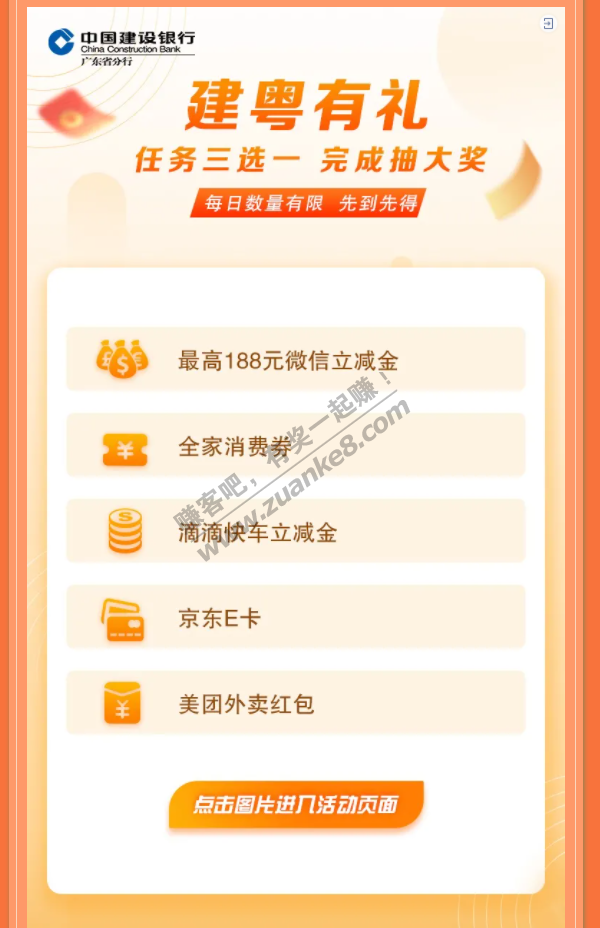 中国建设银行
China Construction Bank
广东省分行
建粤有礼
任务三选一 完成抽大奖
每日数量有限 先到先得
最高188元微信立减金
全家消费券
滴滴快车立减金
京东E卡
美团外卖红包
赚客吧，有奖一起赚！
www.zuanke8.com
点击图片进入活动页面